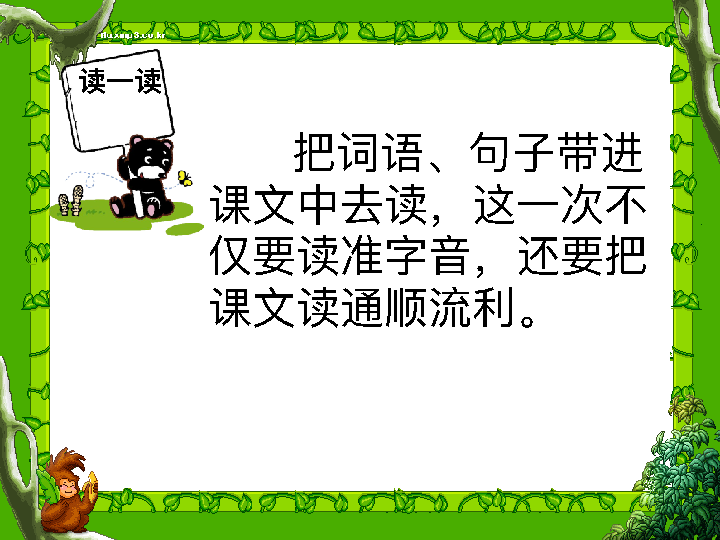 读一读
把词语、句子带进
课文中去读，这一次不
仅要读准字音，还要把
课文读通顺流利。